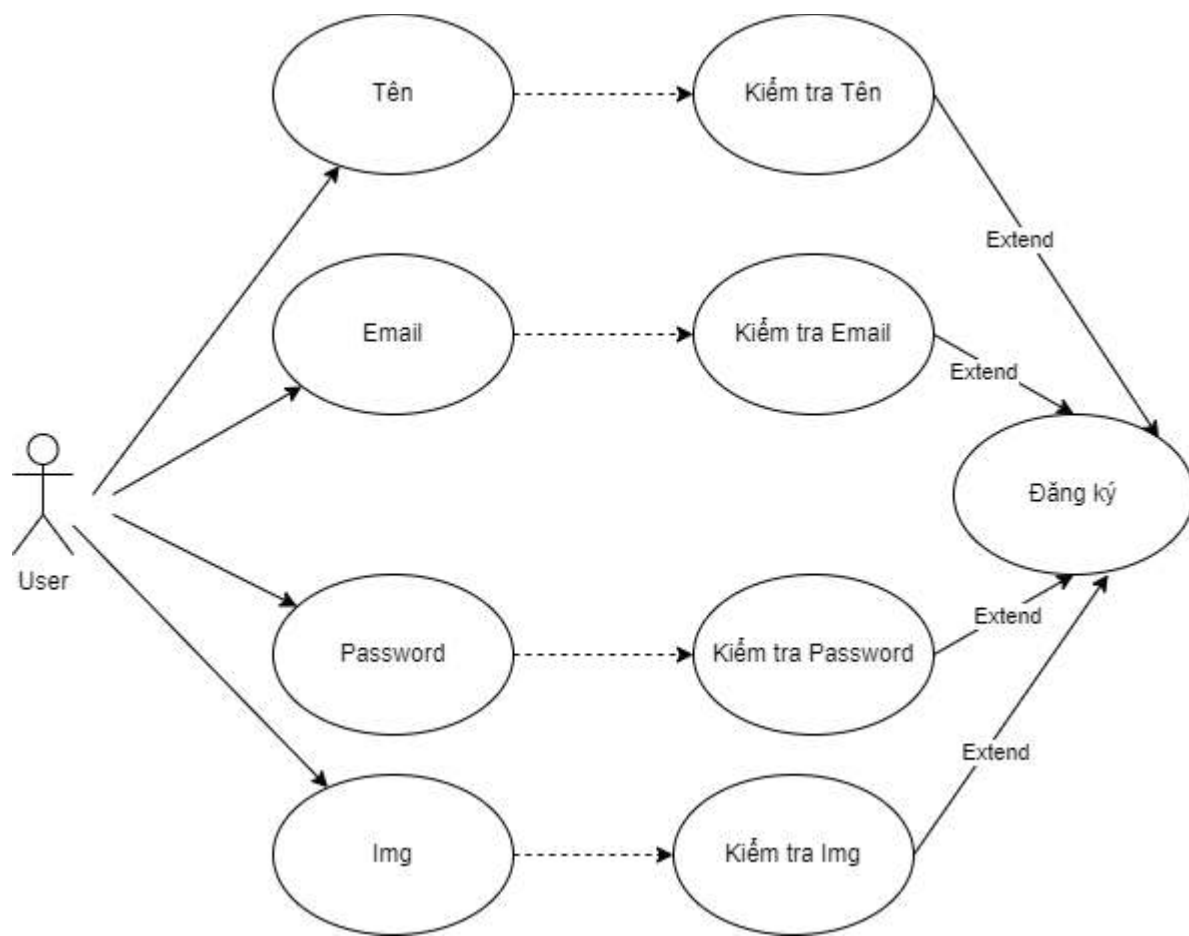 Tên
Kiểm tra Tên
Extend
Email
Kiểm tra Email
Extend
Đăng ký
User
Password
Kiểm tra Password
Extend
Extend
Img
Kiểm tra Img